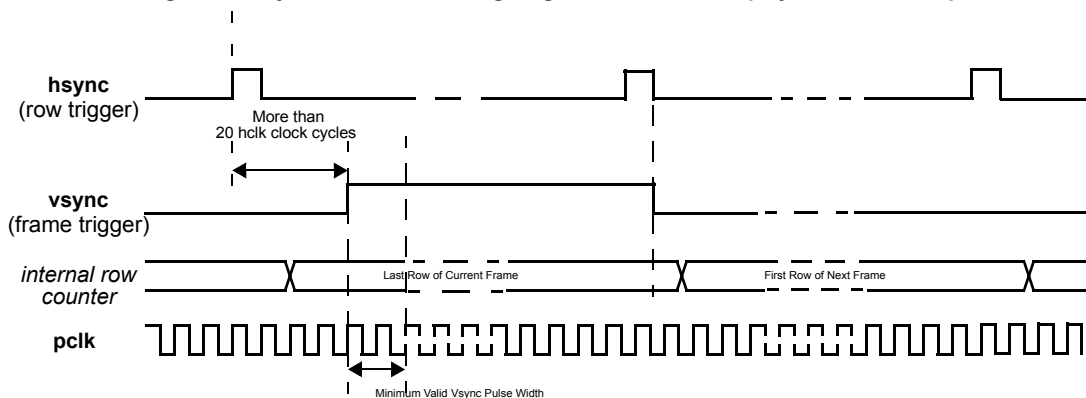 hsync
(row trigger)
More than
20 hclk clock cycles
vsync
(frame trigger)
internal row
counter
Last Row of Current Frame
First Row of Next Frame
pclk
Minimum Valid Vsync Pulse Width